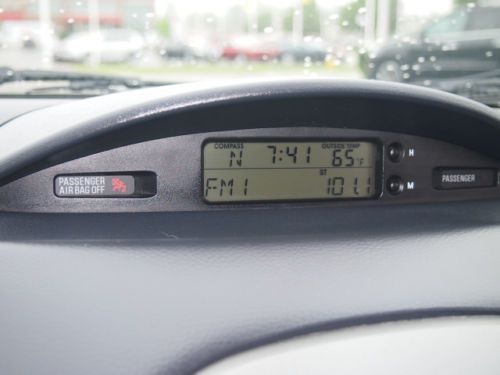 COMPASS OUTSIDE TEMP
N 7:41 65°F H
ST
FM1 101.1 M
PASSENGER
AIR BAG OFF
PASSENGER